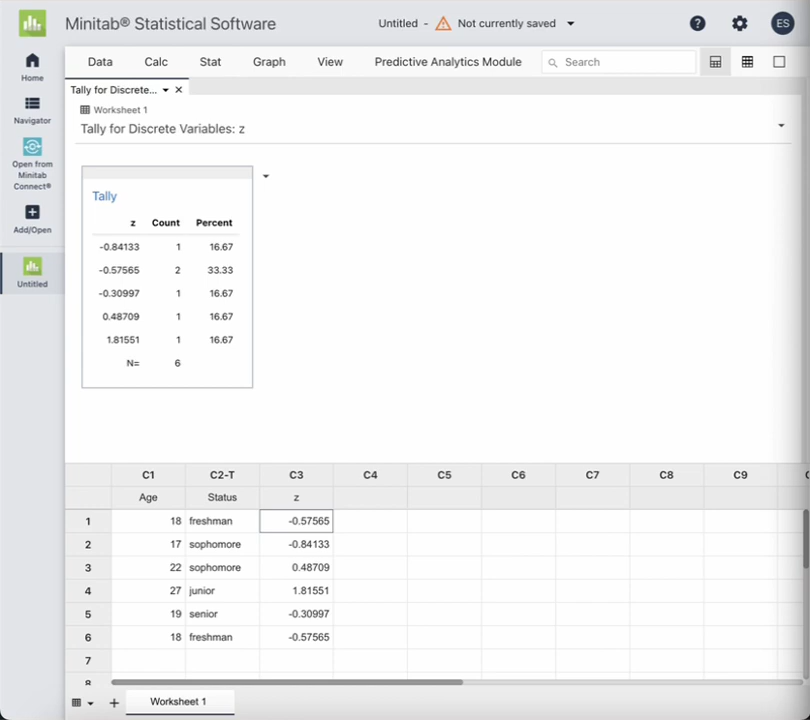 Minitab® Statistical Software
Untitled - Not currently saved
?
ES
Home
Navigator
Open from
Minitab
Connect®
Add/Open
Untitled
Data Calc Stat Graph View Predictive Analytics Module Search
Tally for Discrete... ×
Worksheet 1
Tally for Discrete Variables: z
Tally
z Count Percent
-0.84133 1 16.67
-0.57565 2 33.33
-0.30997 1 16.67
0.48709 1 16.67
1.81551 1 16.67
N= 6
C1 C2-T C3 C4 C5 C6 C7 C8 C9
Age Status z
1 18 freshman -0.57565
2 17 sophomore -0.84133
3 22 sophomore 0.48709
4 27 junior 1.81551
5 19 senior -0.30997
6 18 freshman -0.57565
7
8
+ Worksheet 1